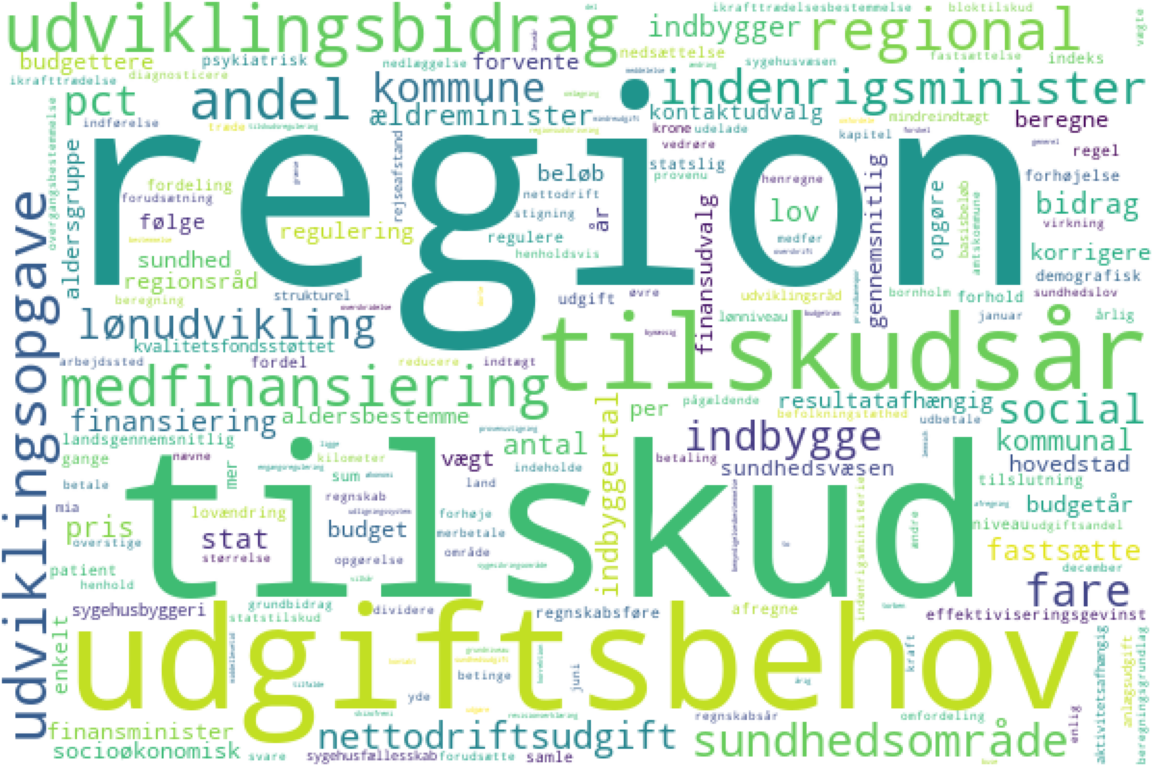 udviklingsbidrag
indbygger
regional
ikrafttrædelsesbestemmelse
bloktilskud
vægte
budgettere
psykiatrisk
forvente
nedsættelse
sygehusvæsen
fastsættelse
indeks
ikrafttrædelse
diagnosticere
nedlæggelse
pct
andel
kommune
indenrigsminister
ældreminister
kontaktudvalg
mindreindtægt
beregne
indførelse
træde
tilskudsregulering
krone
udelade
kapitel
region
overgangsbestemmelse
aldersgruppe
rejseafstand
vedrøre
regel
statslig
provenu
fordeling
forudsætning
beløb
nettodrift
henregne
forhøjelse
følge
stigning
år
lov
bidrag
virkning
regulering
regulere
henholdsvis
medfør
gennemsnitlig
opgøre
basisbeløb
amtskommune
sundhed
regionsråd
korrigere
demografisk
beregning
strukturel
udgift
øvre
udviklingsråd
bornholm
forhold
sundhedslov
lønudvikling
finansudvalg
lønniveau
januar
årlig
kvalitetsfondsstøttet
tilskudsår
arbejdssted
fordel
reducere
indtægt
udviklingsopgave
medfinansiering
pågældende
resultatafhængig
social
finansiering
aldersbestemme
indbyggertal
per
befolkningstæthed
udbetale
landsgennemsnitlig
antal
indbygge
kommunal
gange
nævne
kilometer
vægt
betaling
sundhedsvæsen
hovedstad
tilskud
betale
mer
sum
indeholde
land
tilslutning
mia
regnskab
lovændring
forhøje
budgetår
pris
stat
budget
merbetale
niveau
udgiftsandel
overstige
størrelse
opgørelse
område
ændre
fastsætte
patient
henhold
december
indenrigsministerie
fare
sygehusbyggeri
grundbidrag
statstilskud
dividere
regnskabsføre
afregne
effektiviseringsgevinst
udgiftsbehov
enkelt
betinge
yde
juni
kraft
aktivitetsafhængig
anlægsudgift
beregningsgrundlag
finansminister
nettodriftsudgift
regnskabsår
omfordeling
enlig
socioøkonomisk
svare
sygehusfællesskab
forudsætte
samle
sundhedsområde